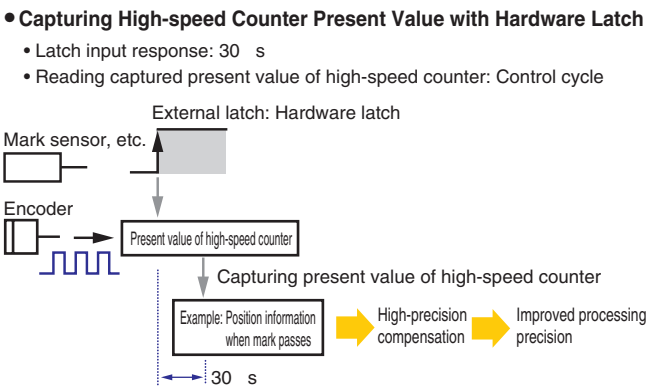 • Capturing High-speed Counter Present Value with Hardware Latch
• Latch input response: 30 s
• Reading captured present value of high-speed counter: Control cycle
External latch: Hardware latch
Mark sensor, etc.
Encoder
Present value of high-speed counter
Capturing present value of high-speed counter
Example: Position information
when mark passes
High-precision
compensation
Improved processing
precision
30 s